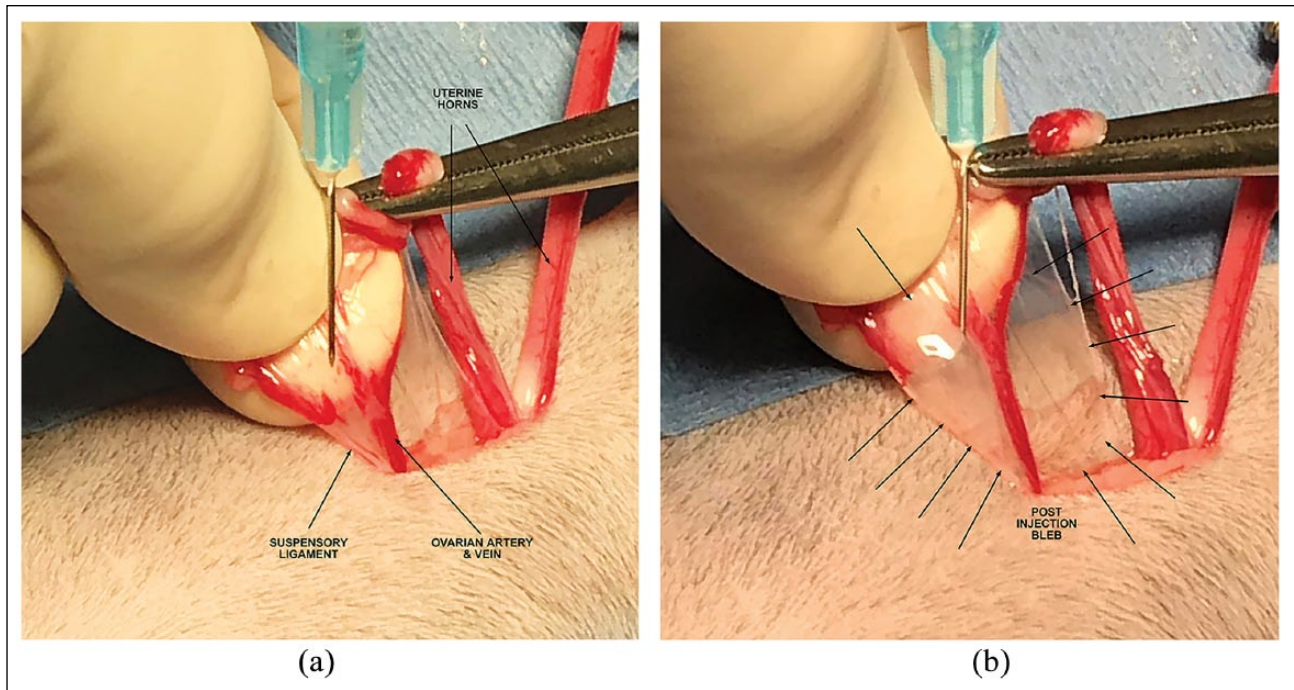 UTERINE
HORNS
SUSPENSORY
LIGAMENT
OVARIAN ARTERY
& VEIN
POST
INJECTION
BLEB
(a)
(b)